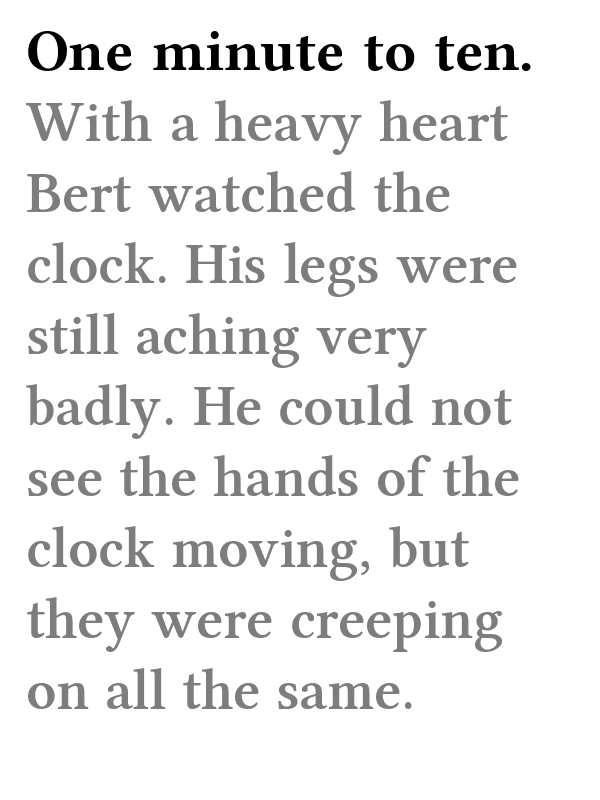 One minute to ten.
With a heavy heart
Bert watched the
clock. His legs were
still aching very
badly. He could not
see the hands of the
clock moving, but
they were creeping
on all the same.